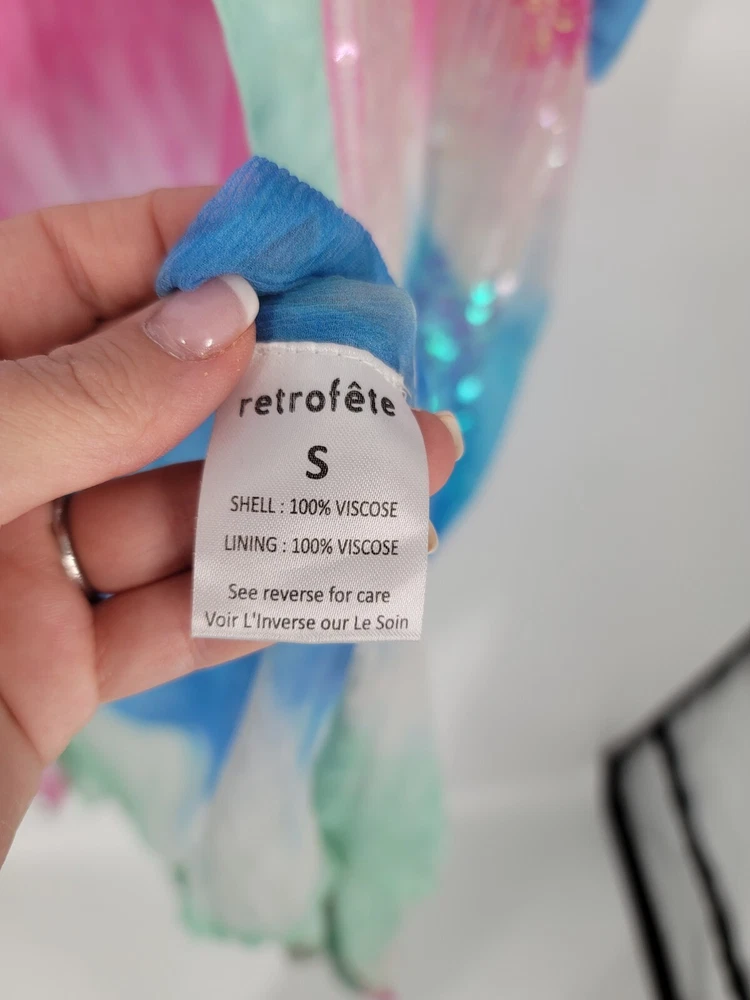 retrofête
S
SHELL : 100% VISCOSE
LINING : 100% VISCOSE
See reverse for care
Voir L'Inverse our Le Soin